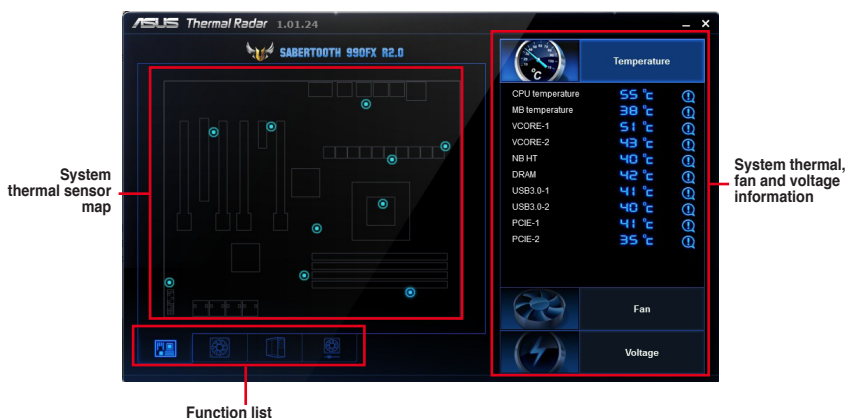 ASUS Thermal Radar 1.01.24
SABERTOOTH 990FX R2.0
System
thermal sensor
map
°C
Temperature
CPU temperature 55 °c
MB temperature 38 °c
VCORE-1 51 °c
VCORE-2 43 °c
NB HT 40 °c
DRAM 42 °c
USB3.0-1 41 °c
USB3.0-2 40 °c
PCIE-1 41 °c
PCIE-2 35 °c
System thermal,
fan and voltage
information
Fan
Voltage
Function list